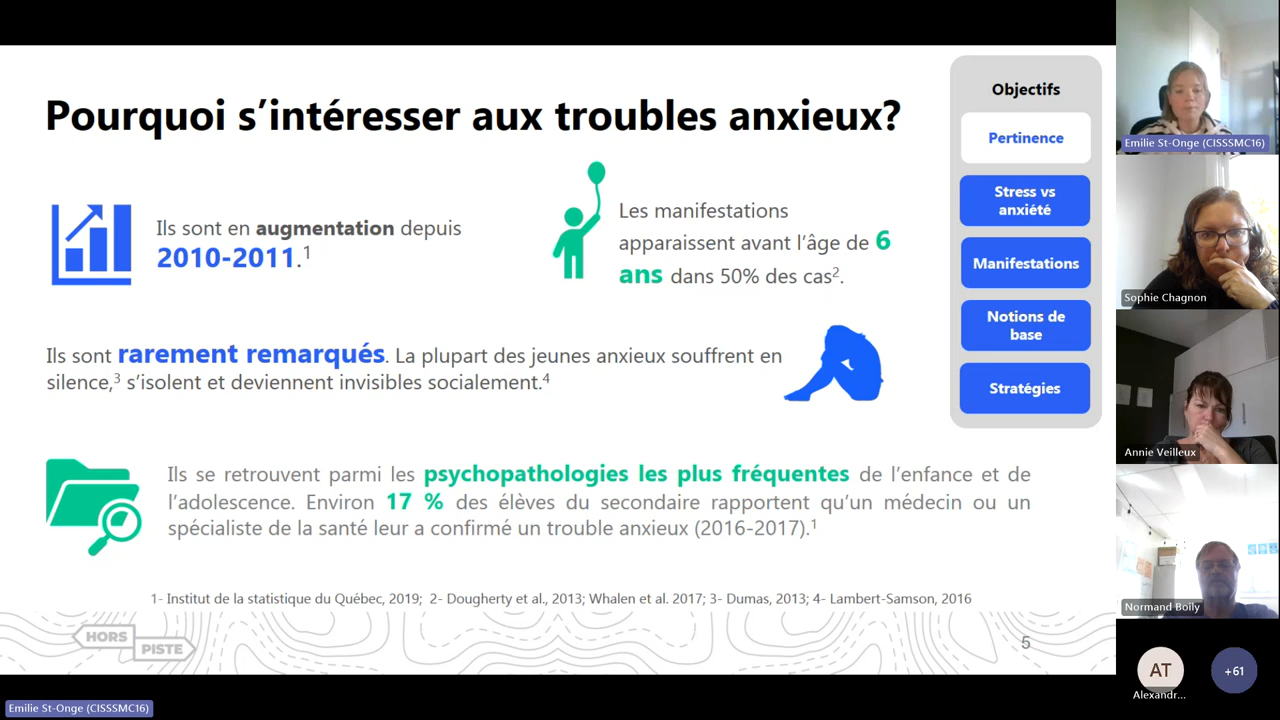 Pourquoi s’intéresser aux troubles anxieux?
Ils sont en augmentation depuis
2010-2011.¹
Les manifestations
apparaissent avant l’âge de 6
ans dans 50% des cas².
Ils sont rarement remarqués. La plupart des jeunes anxieux souffrent en
silence,³ s’isolent et deviennent invisibles socialement.⁴
Ils se retrouvent parmi les psychopathologies les plus fréquentes de l’enfance et de
l’adolescence. Environ 17 % des élèves du secondaire rapportent qu’un médecin ou un
spécialiste de la santé leur a confirmé un trouble anxieux (2016-2017).¹
1- Institut de la statistique du Québec, 2019; 2- Dougherty et al., 2013; Whalen et al. 2017; 3- Dumas, 2013; 4- Lambert-Samson, 2016
HORS
PISTE
5
Objectifs
Pertinence
Stress vs
anxiété
Manifestations
Notions de
base
Stratégies
Emilie St-Onge (CISSSMC16)
Sophie Chagnon
Annie Veilleux
Normand Boily
AT
Alexandr...
+61
Emilie St-Onge (CISSSMC16)